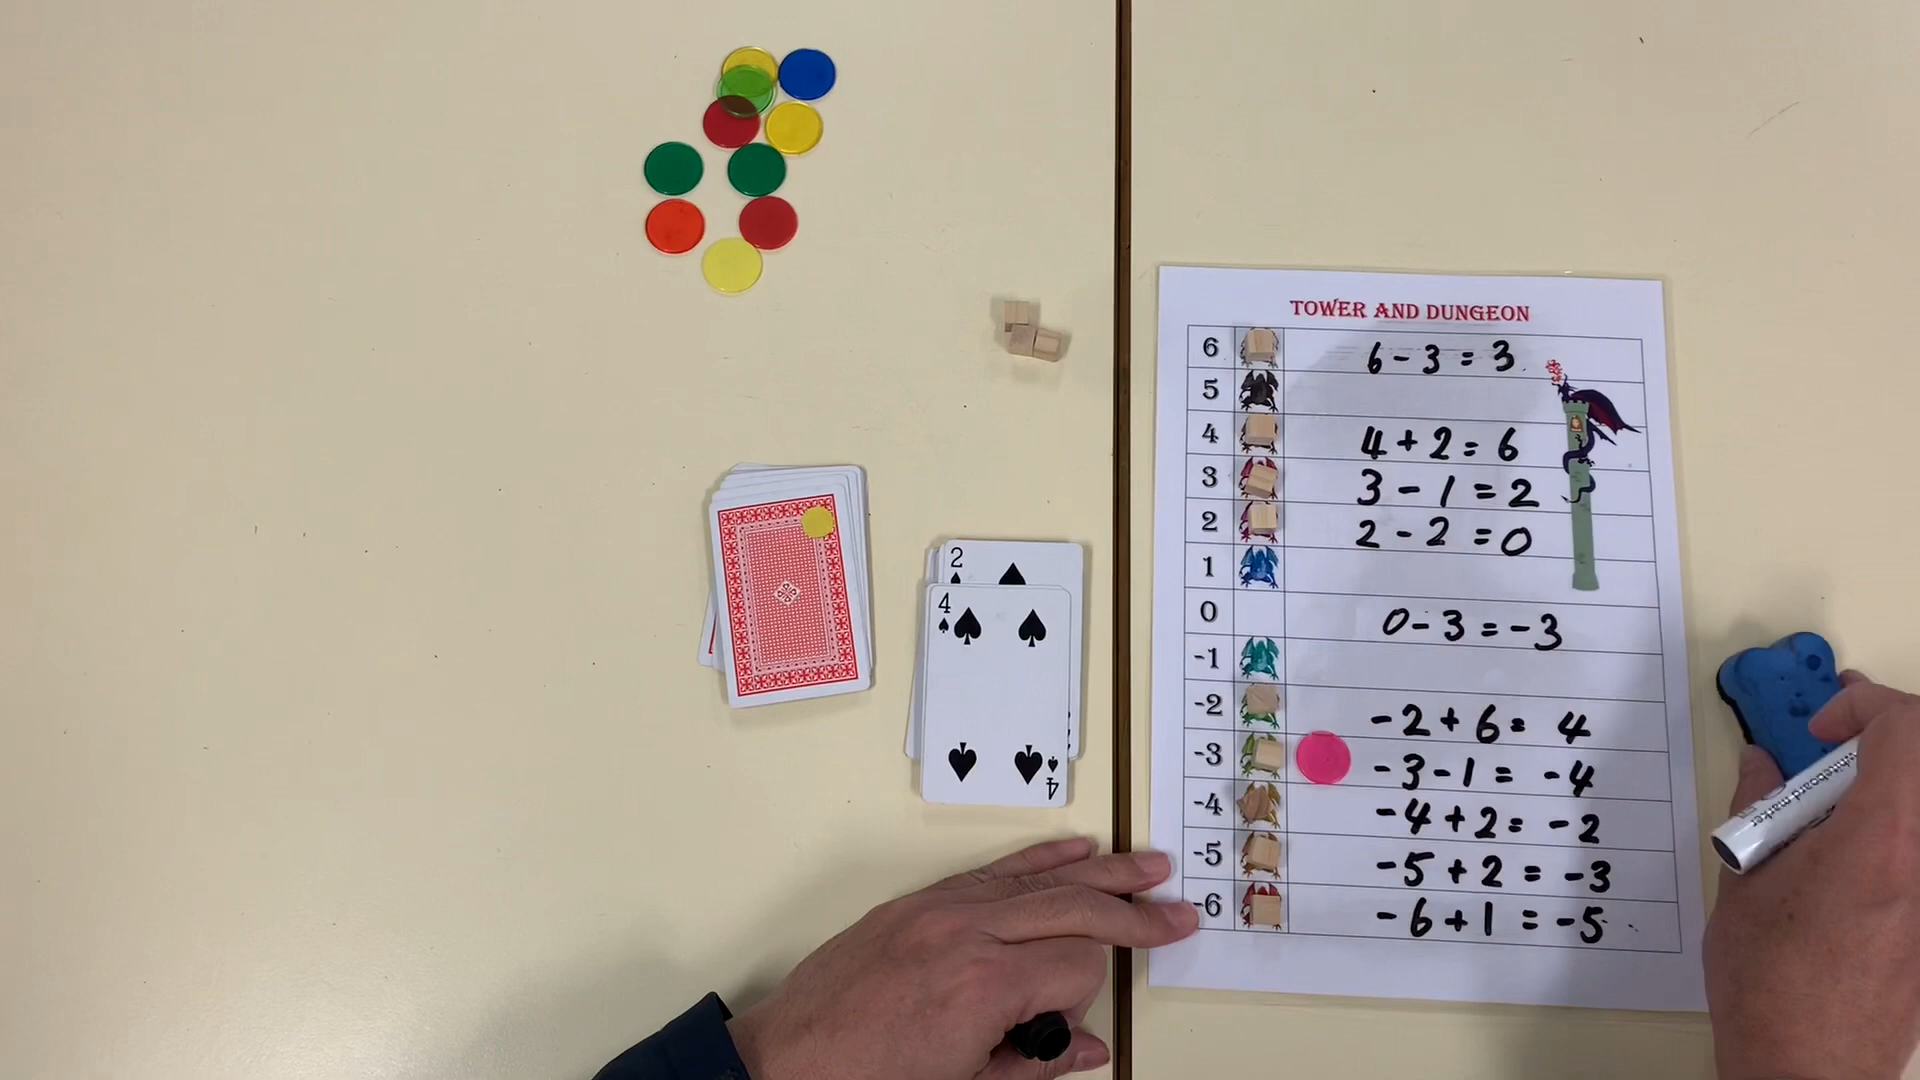 TOWER AND DUNGEON
6 6 - 3 = 3
5
4 4 + 2 = 6
3 3 - 1 = 2
2 2 - 2 = 0
1
0 0 - 3 = -3
-1
-2 -2 + 6 = 4
-3 -3 - 1 = -4
-4 -4 + 2 = -2
-5 -5 + 2 = -3
-6 -6 + 1 = -5
2
4
4
whiteboard marker